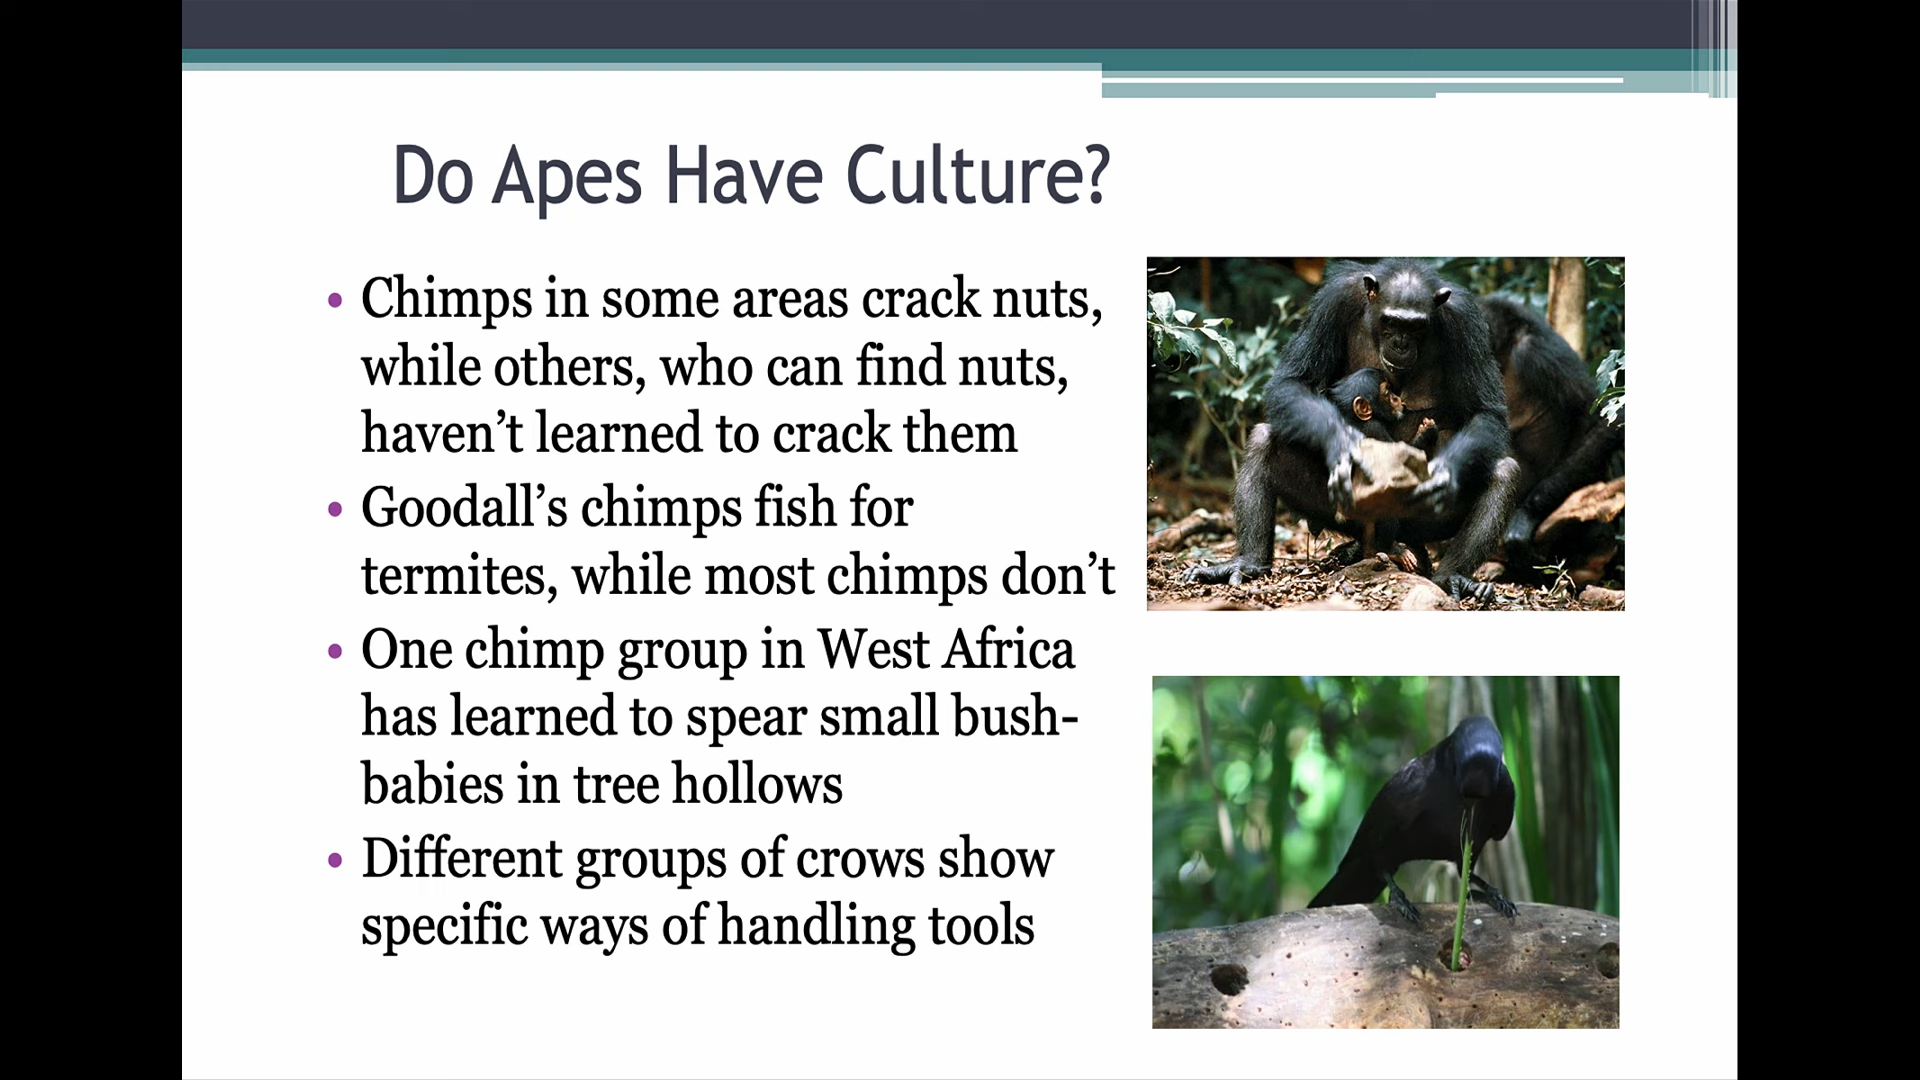 Do Apes Have Culture?
• Chimps in some areas crack nuts,
while others, who can find nuts,
haven’t learned to crack them
• Goodall’s chimps fish for
termites, while most chimps don’t
• One chimp group in West Africa
has learned to spear small bush-
babies in tree hollows
• Different groups of crows show
specific ways of handling tools